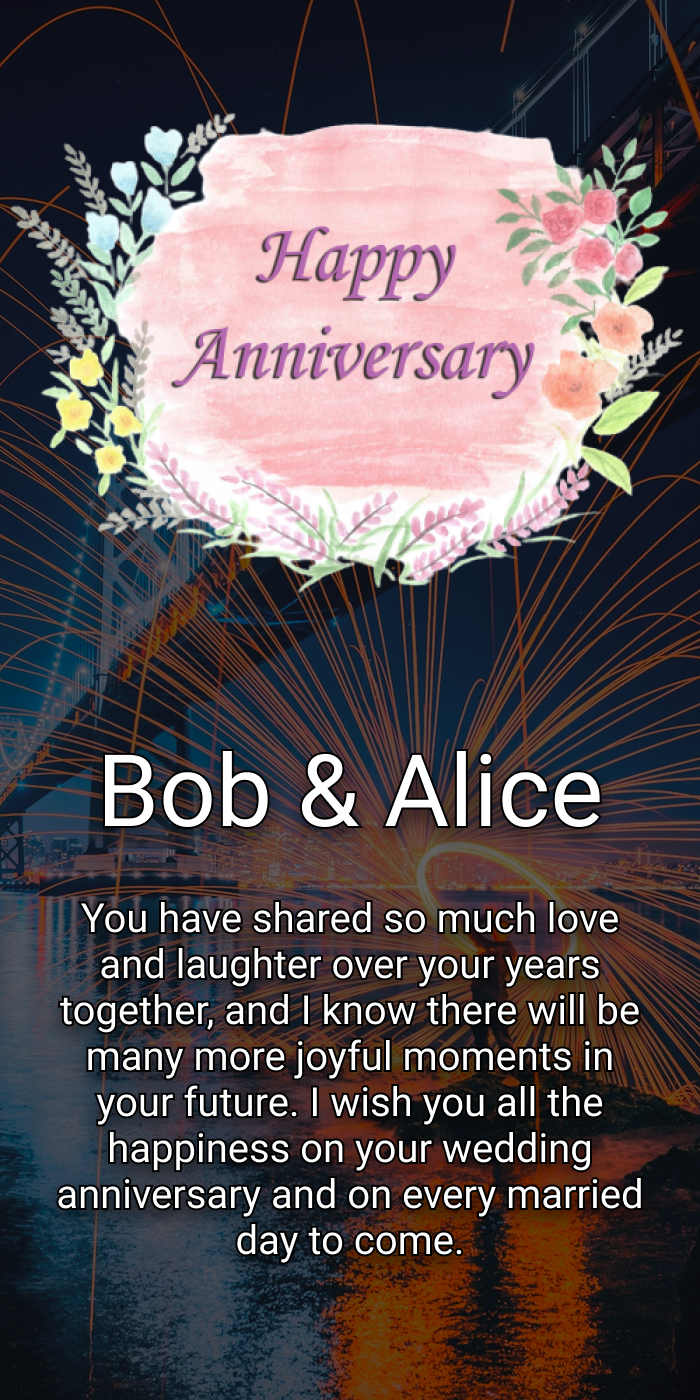 Happy
Anniversary
Bob & Alice
You have shared so much love
and laughter over your years
together, and I know there will be
many more joyful moments in
your future. I wish you all the
happiness on your wedding
anniversary and on every married
day to come.